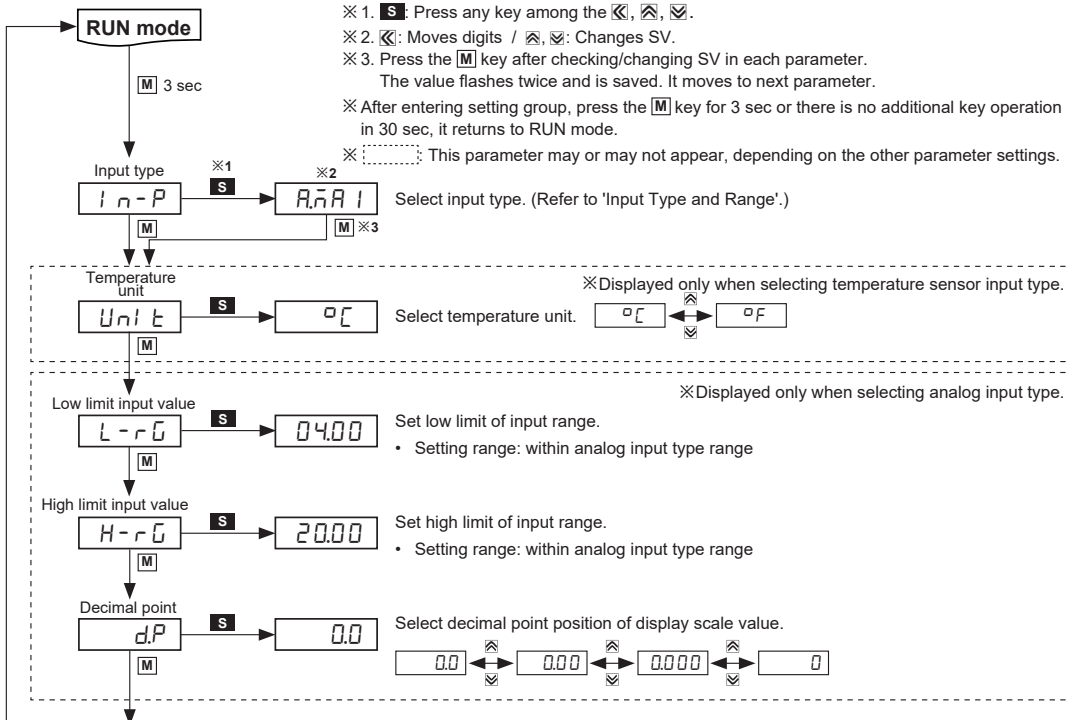 ※ 1. S: Press any key among the ≪, ︽, ︾.
※ 2. ≪: Moves digits / ︽, ︾: Changes SV.
※ 3. Press the M key after checking/changing SV in each parameter.
The value flashes twice and is saved. It moves to next parameter.
※ After entering setting group, press the M key for 3 sec or there is no additional key operation
in 30 sec, it returns to RUN mode.
※ : This parameter may or may not appear, depending on the other parameter settings.
RUN mode
M 3 sec
Input type
※1
※2
In-P
S
A.mA1
Select input type. (Refer to 'Input Type and Range'.)
M
M ※3
※Displayed only when selecting temperature sensor input type.
Temperature
unit
UnIt
S
°C
Select temperature unit.
°C
︽
︾
°F
M
※Displayed only when selecting analog input type.
Low limit input value
L-rG
S
04.00
Set low limit of input range.
• Setting range: within analog input type range
M
High limit input value
H-rG
S
20.00
Set high limit of input range.
• Setting range: within analog input type range
M
Decimal point
d.P
S
0.0
Select decimal point position of display scale value.
0.0
︽
︾
0.00
︽
︾
0.000
︽
︾
0
M